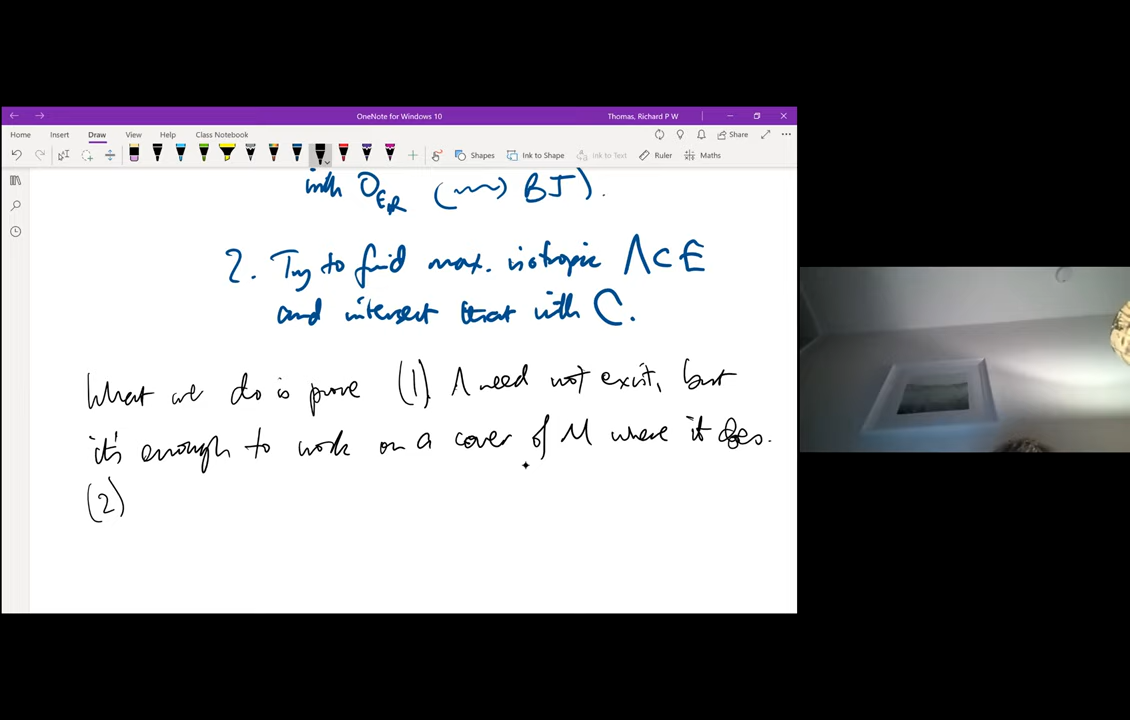 OneNote for Windows 10
Thomas, Richard P W
Home Insert Draw View Help Class Notebook
Share
Shapes Ink to Shape Ink to Text Ruler Maths
with O_{E_R} (⇝ BJ).
2. Try to find max. isotropic Λ ⊂ E
and intersect that with C.
What we do is prove (1) Λ need not exist, but
it's enough to work on a cover of M where it does.
(2)